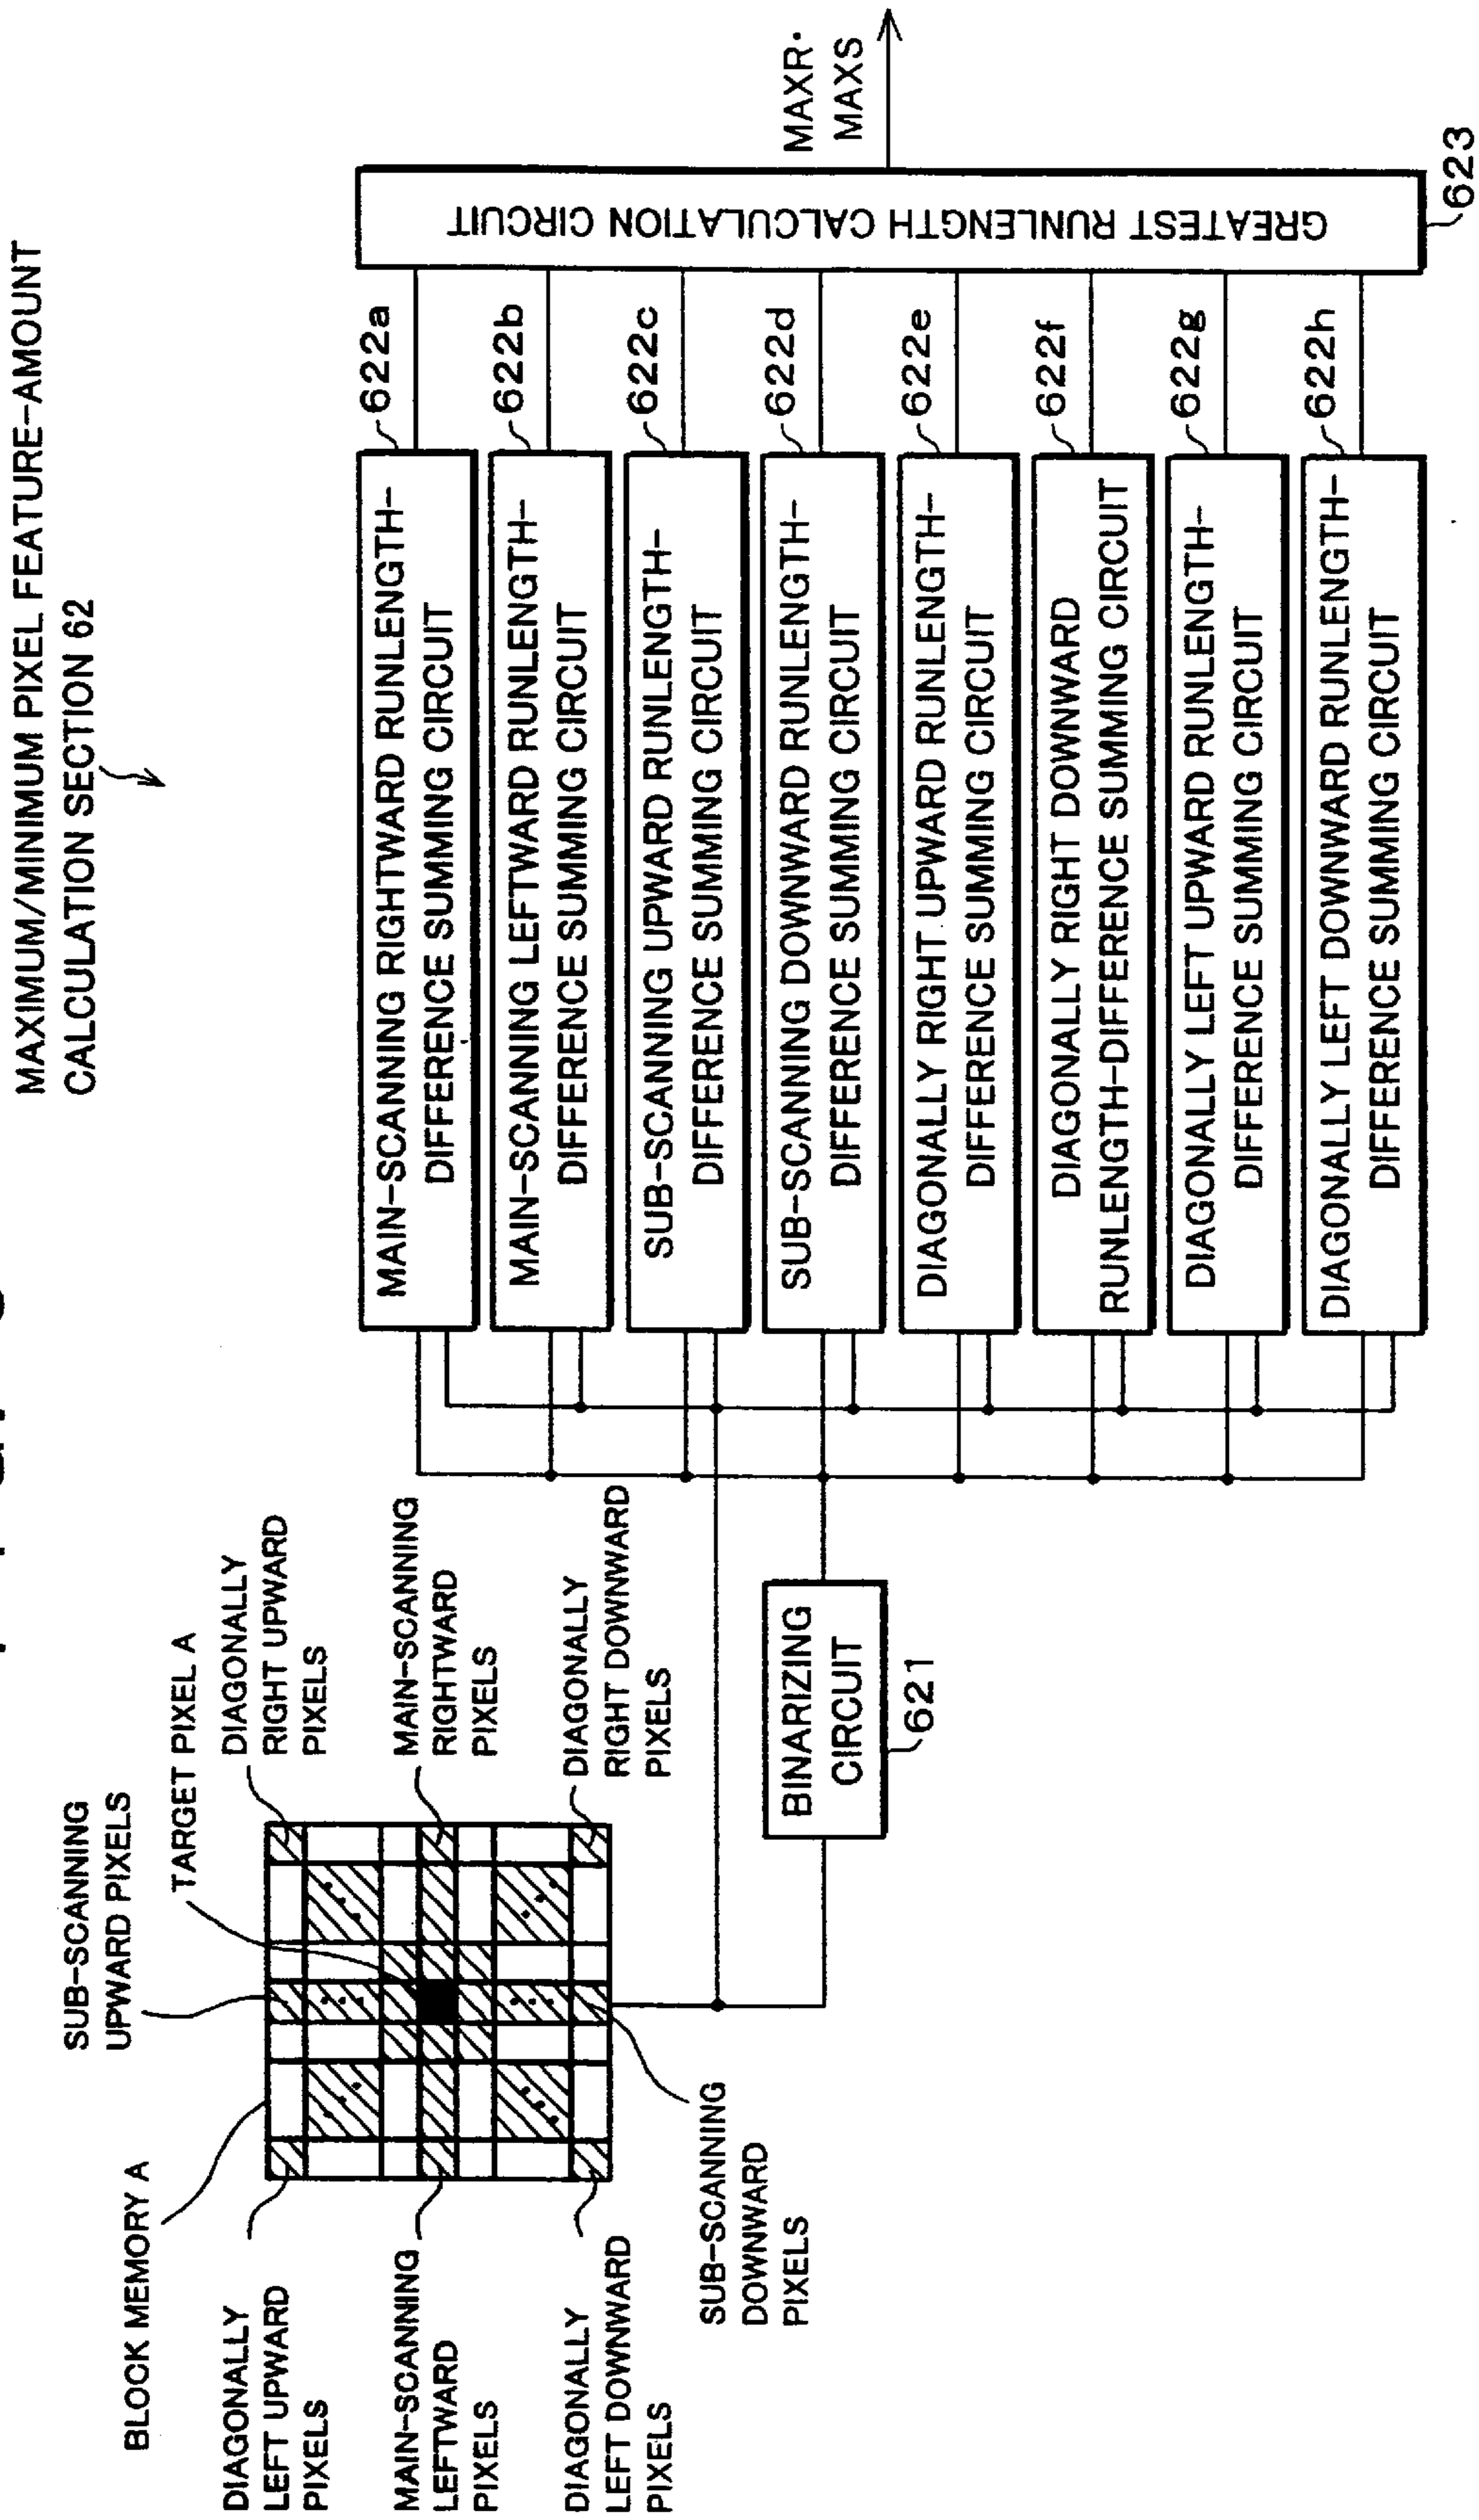 MAXIMUM/MINIMUM PIXEL FEATURE-AMOUNT
CALCULATION SECTION 62
BLOCK MEMORY A
SUB-SCANNING
UPWARD PIXELS
TARGET PIXEL A
DIAGONALLY
LEFT UPWARD
PIXELS
DIAGONALLY
RIGHT UPWARD
PIXELS
MAIN-SCANNING
LEFTWARD
PIXELS
MAIN-SCANNING
RIGHTWARD
PIXELS
DIAGONALLY
LEFT DOWNWARD
PIXELS
DIAGONALLY
RIGHT DOWNWARD
PIXELS
SUB-SCANNING
DOWNWARD
PIXELS
BINARIZING
CIRCUIT
621
MAIN-SCANNING RIGHTWARD RUNLENGTH-
DIFFERENCE SUMMING CIRCUIT
622a
MAIN-SCANNING LEFTWARD RUNLENGTH-
DIFFERENCE SUMMING CIRCUIT
622b
SUB-SCANNING UPWARD RUNLENGTH-
DIFFERENCE SUMMING CIRCUIT
622c
SUB-SCANNING DOWNWARD RUNLENGTH-
DIFFERENCE SUMMING CIRCUIT
622d
DIAGONALLY RIGHT UPWARD RUNLENGTH-
DIFFERENCE SUMMING CIRCUIT
622e
DIAGONALLY RIGHT DOWNWARD
RUNLENGTH-DIFFERENCE SUMMING CIRCUIT
622f
DIAGONALLY LEFT UPWARD RUNLENGTH-
DIFFERENCE SUMMING CIRCUIT
622g
DIAGONALLY LEFT DOWNWARD RUNLENGTH-
DIFFERENCE SUMMING CIRCUIT
622h
GREATEST RUNLENGTH CALCULATION CIRCUIT
623
MAXR·
MAXS